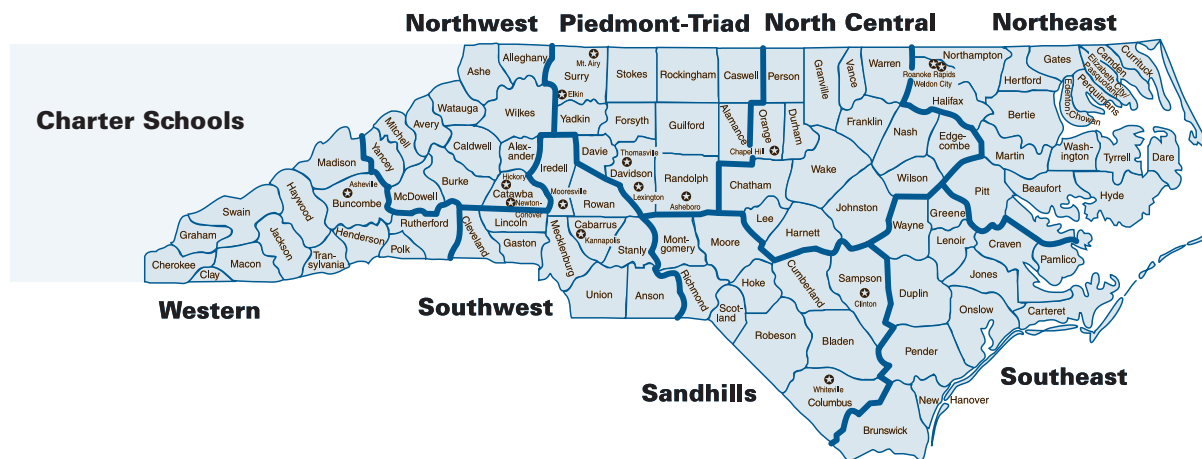 Northwest
Piedmont-Triad
North Central
Northeast
Charter Schools
Western
Southwest
Sandhills
Southeast
Alleghany
Ashe
Watauga
Wilkes
Avery
Mitchell
Yancey
Caldwell
Alex-
ander
Burke
McDowell
Hickory
Catawba
Newton-
Conover
Madison
Asheville
Buncombe
Haywood
Swain
Graham
Cherokee
Clay
Macon
Jackson
Tran-
sylvania
Henderson
Polk
Rutherford
Cleveland
Lincoln
Gaston
Iredell
Mooresville
Rowan
Cabarrus
Kannapolis
Mecklenburg
Stanly
Union
Anson
Mt. Airy
Surry
Elkin
Yadkin
Stokes
Rockingham
Caswell
Forsyth
Guilford
Alamance
Davie
Thomasville
Davidson
Lexington
Randolph
Asheboro
Person
Granville
Vance
Warren
Orange
Chapel Hill
Durham
Franklin
Nash
Edge-
combe
Halifax
Wake
Wilson
Chatham
Lee
Harnett
Johnston
Northampton
Roanoke Rapids
Weldon City
Hertford
Gates
Camden
Currituck
Elizabeth City/
Pasquotank
Perquimans
Edenton-
Chowan
Bertie
Martin
Wash-
ington
Tyrrell
Dare
Pitt
Beaufort
Hyde
Mont-
gomery
Moore
Richmond
Scot-
land
Hoke
Cumberland
Sampson
Clinton
Robeson
Bladen
Whiteville
Columbus
Wayne
Greene
Lenoir
Craven
Pamlico
Jones
Duplin
Onslow
Carteret
Pender
New Hanover
Brunswick